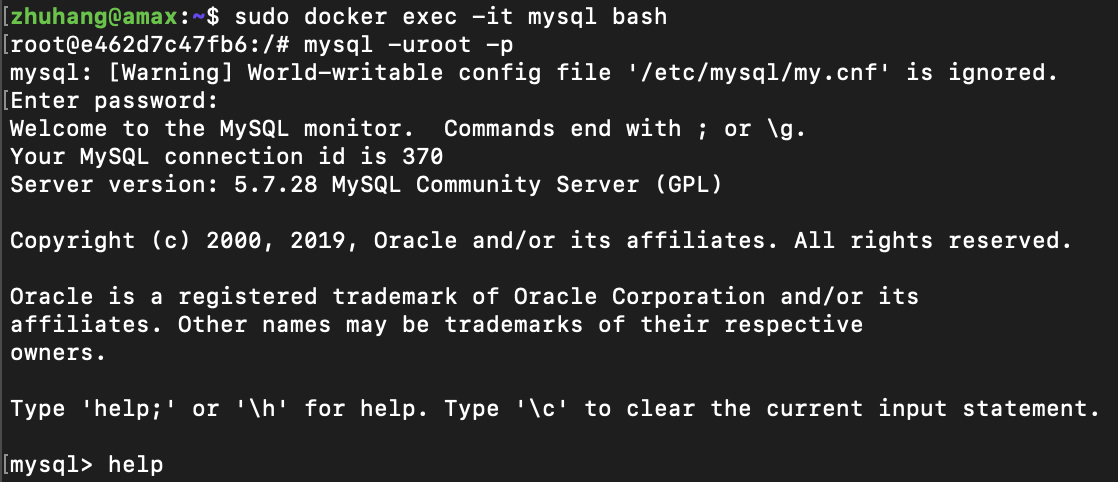 [zhuhang@amax:~$ sudo docker exec -it mysql bash
[root@e462d7c47fb6:/# mysql -uroot -p
mysql: [Warning] World-writable config file '/etc/mysql/my.cnf' is ignored.
[Enter password:
Welcome to the MySQL monitor.  Commands end with ; or \g.
Your MySQL connection id is 370
Server version: 5.7.28 MySQL Community Server (GPL)

Copyright (c) 2000, 2019, Oracle and/or its affiliates. All rights reserved.

Oracle is a registered trademark of Oracle Corporation and/or its
affiliates. Other names may be trademarks of their respective
owners.

Type 'help;' or '\h' for help. Type '\c' to clear the current input statement.

[mysql> help